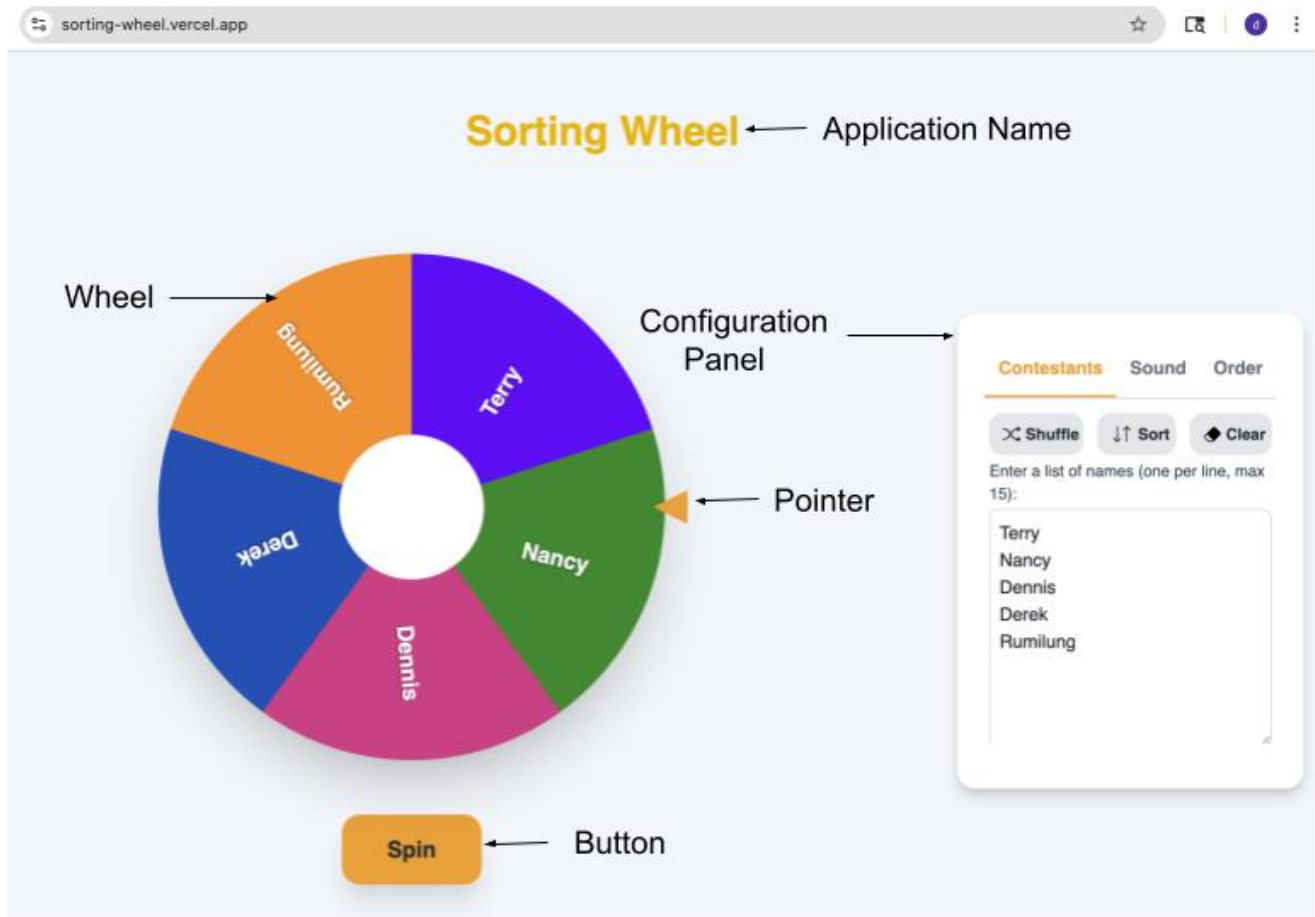 sorting-wheel.vercel.app
d
Sorting Wheel
Application Name
Wheel
Rumilung
Terry
Configuration
Panel
Contestants Sound Order
Shuffle Sort Clear
Enter a list of names (one per line, max
15):
Pointer
Derek
Nancy
Dennis
Terry
Nancy
Dennis
Derek
Rumilung
Spin
Button